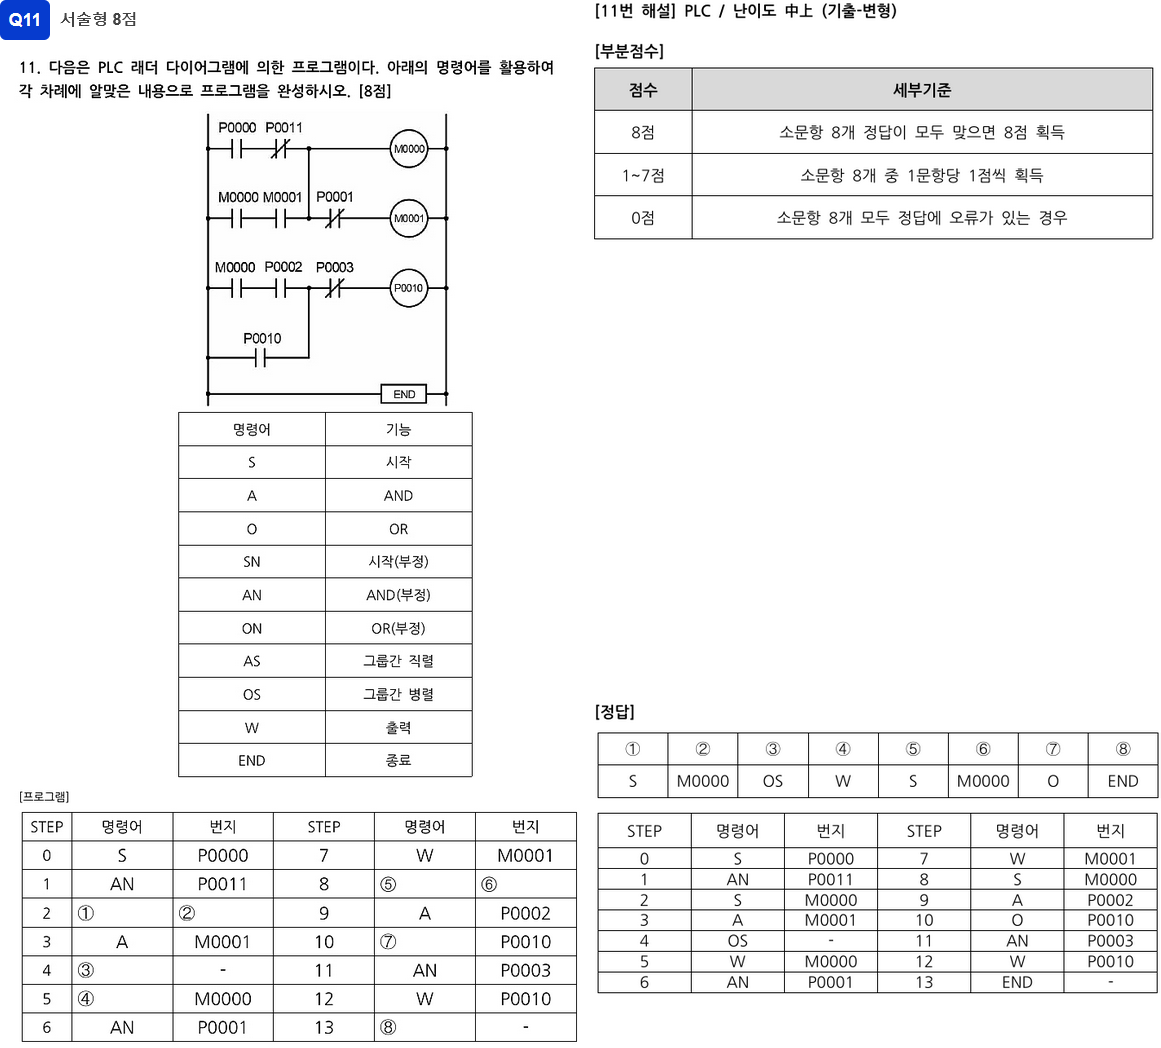 Q11 서술형 8점
11. 다음은 PLC 래더 다이어그램에 의한 프로그램이다. 아래의 명령어를 활용하여
각 차례에 알맞은 내용으로 프로그램을 완성하시오. [8점]
P0000 P0011
M0000
M0000 M0001 P0001
M0001
M0000 P0002 P0003
P0010
P0010
END
명령어 기능
S 시작
A AND
O OR
SN 시작(부정)
AN AND(부정)
ON OR(부정)
AS 그룹간 직렬
OS 그룹간 병렬
W 출력
END 종료
[프로그램]
STEP 명령어 번지 STEP 명령어 번지
0 S P0000 7 W M0001
1 AN P0011 8 ⑤ ⑥
2 ① ② 9 A P0002
3 A M0001 10 ⑦ P0010
4 ③ - 11 AN P0003
5 ④ M0000 12 W P0010
6 AN P0001 13 ⑧ -
[11번 해설] PLC / 난이도 中上 (기출-변형)
[부분점수]
점수 세부기준
8점 소문항 8개 정답이 모두 맞으면 8점 획득
1~7점 소문항 8개 중 1문항당 1점씩 획득
0점 소문항 8개 모두 정답에 오류가 있는 경우
[정답]
① ② ③ ④ ⑤ ⑥ ⑦ ⑧
S M0000 OS W S M0000 O END
STEP 명령어 번지 STEP 명령어 번지
0 S P0000 7 W M0001
1 AN P0011 8 S M0000
2 S M0000 9 A P0002
3 A M0001 10 O P0010
4 OS - 11 AN P0003
5 W M0000 12 W P0010
6 AN P0001 13 END -